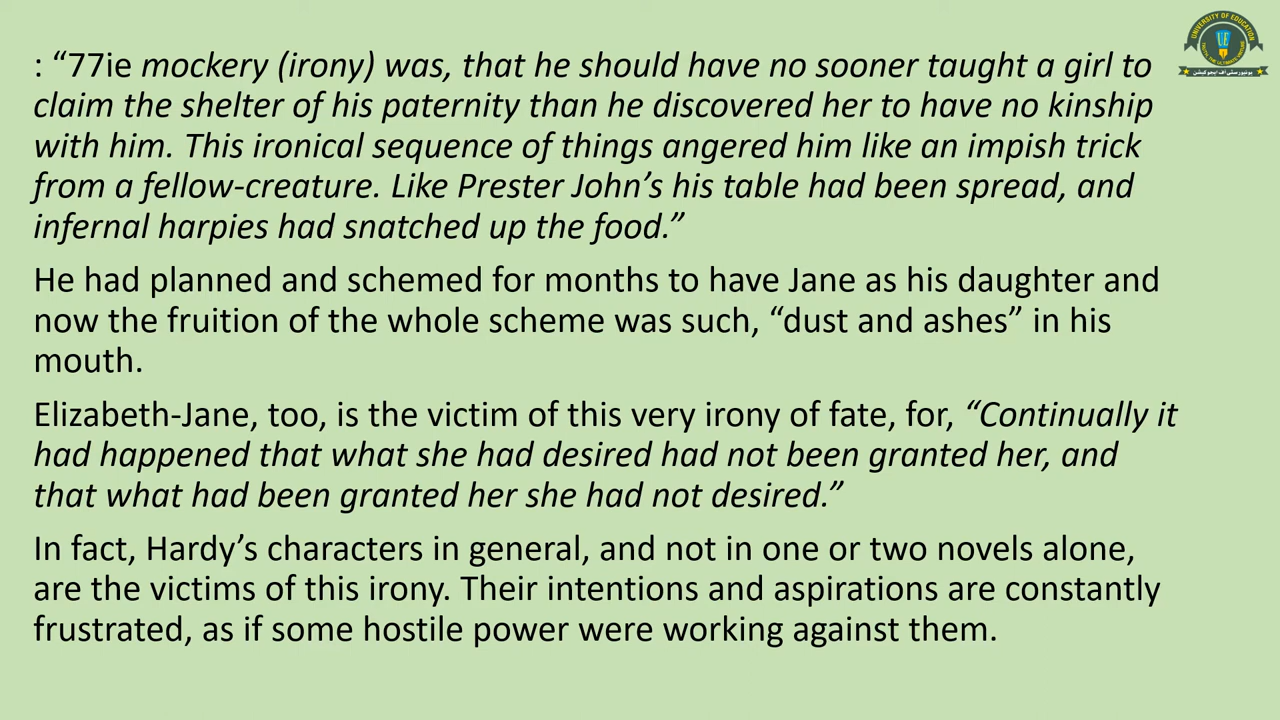 UNIVERSITY OF EDUCATION
UE
يونيورسٹی آف ايجوكيشن
: “77ie mockery (irony) was, that he should have no sooner taught a girl to
claim the shelter of his paternity than he discovered her to have no kinship
with him. This ironical sequence of things angered him like an impish trick
from a fellow-creature. Like Prester John’s his table had been spread, and
infernal harpies had snatched up the food.”
He had planned and schemed for months to have Jane as his daughter and
now the fruition of the whole scheme was such, “dust and ashes” in his
mouth.
Elizabeth-Jane, too, is the victim of this very irony of fate, for, “Continually it
had happened that what she had desired had not been granted her, and
that what had been granted her she had not desired.”
In fact, Hardy’s characters in general, and not in one or two novels alone,
are the victims of this irony. Their intentions and aspirations are constantly
frustrated, as if some hostile power were working against them.